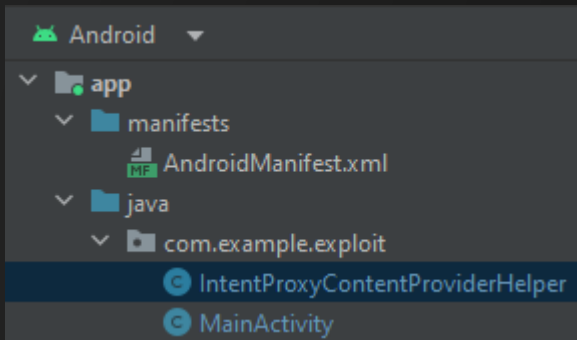 Android
app
manifests
MF AndroidManifest.xml
java
com.example.exploit
C IntentProxyContentProviderHelper
C MainActivity